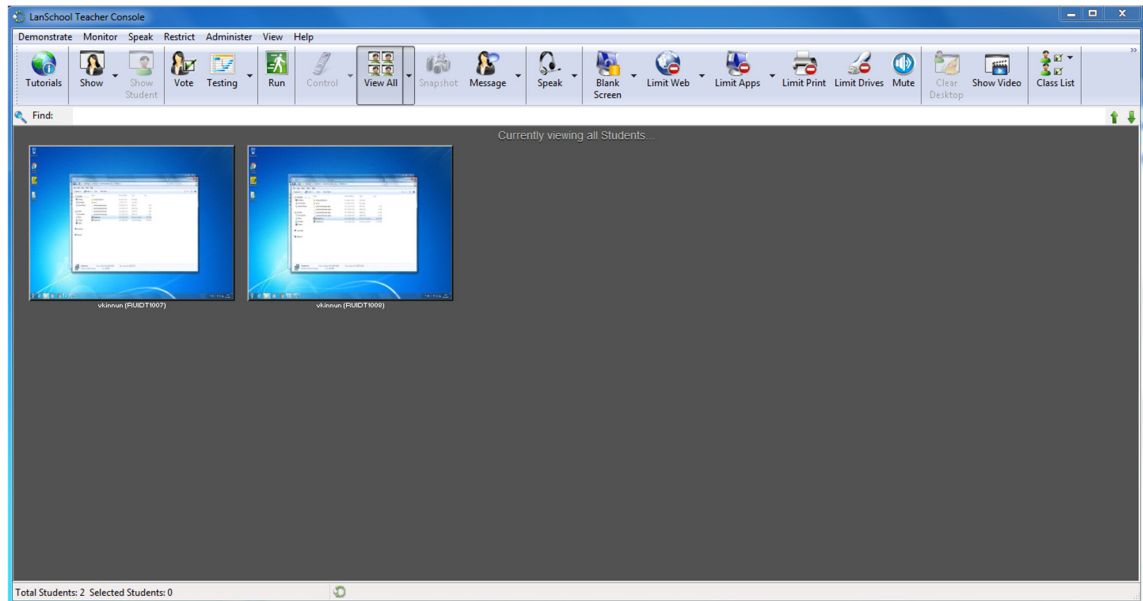 LanSchool Teacher Console
Demonstrate Monitor Speak Restrict Administer View Help
Tutorials Show Show Student Vote Testing Run Control View All Snapshot Message Speak Blank Screen Limit Web Limit Apps Limit Print Limit Drives Mute Clear Desktop Show Video Class List
Find:
Currently viewing all Students...
vkinnun (RUIDT1007) vkinnun (RUIDT1008)
Total Students: 2 Selected Students: 0